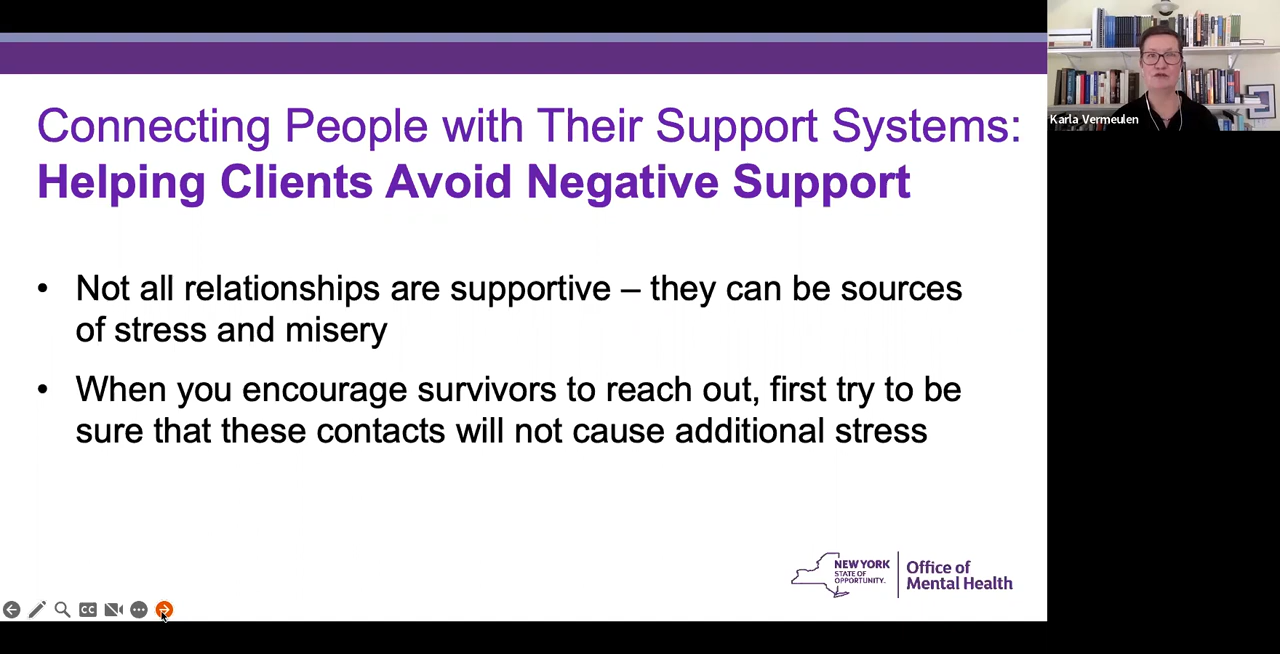 Connecting People with Their Support Systems:
Helping Clients Avoid Negative Support
• Not all relationships are supportive – they can be sources
of stress and misery
• When you encourage survivors to reach out, first try to be
sure that these contacts will not cause additional stress
NEW YORK
STATE OF
OPPORTUNITY.
Office of
Mental Health
CC
Karla Vermeulen